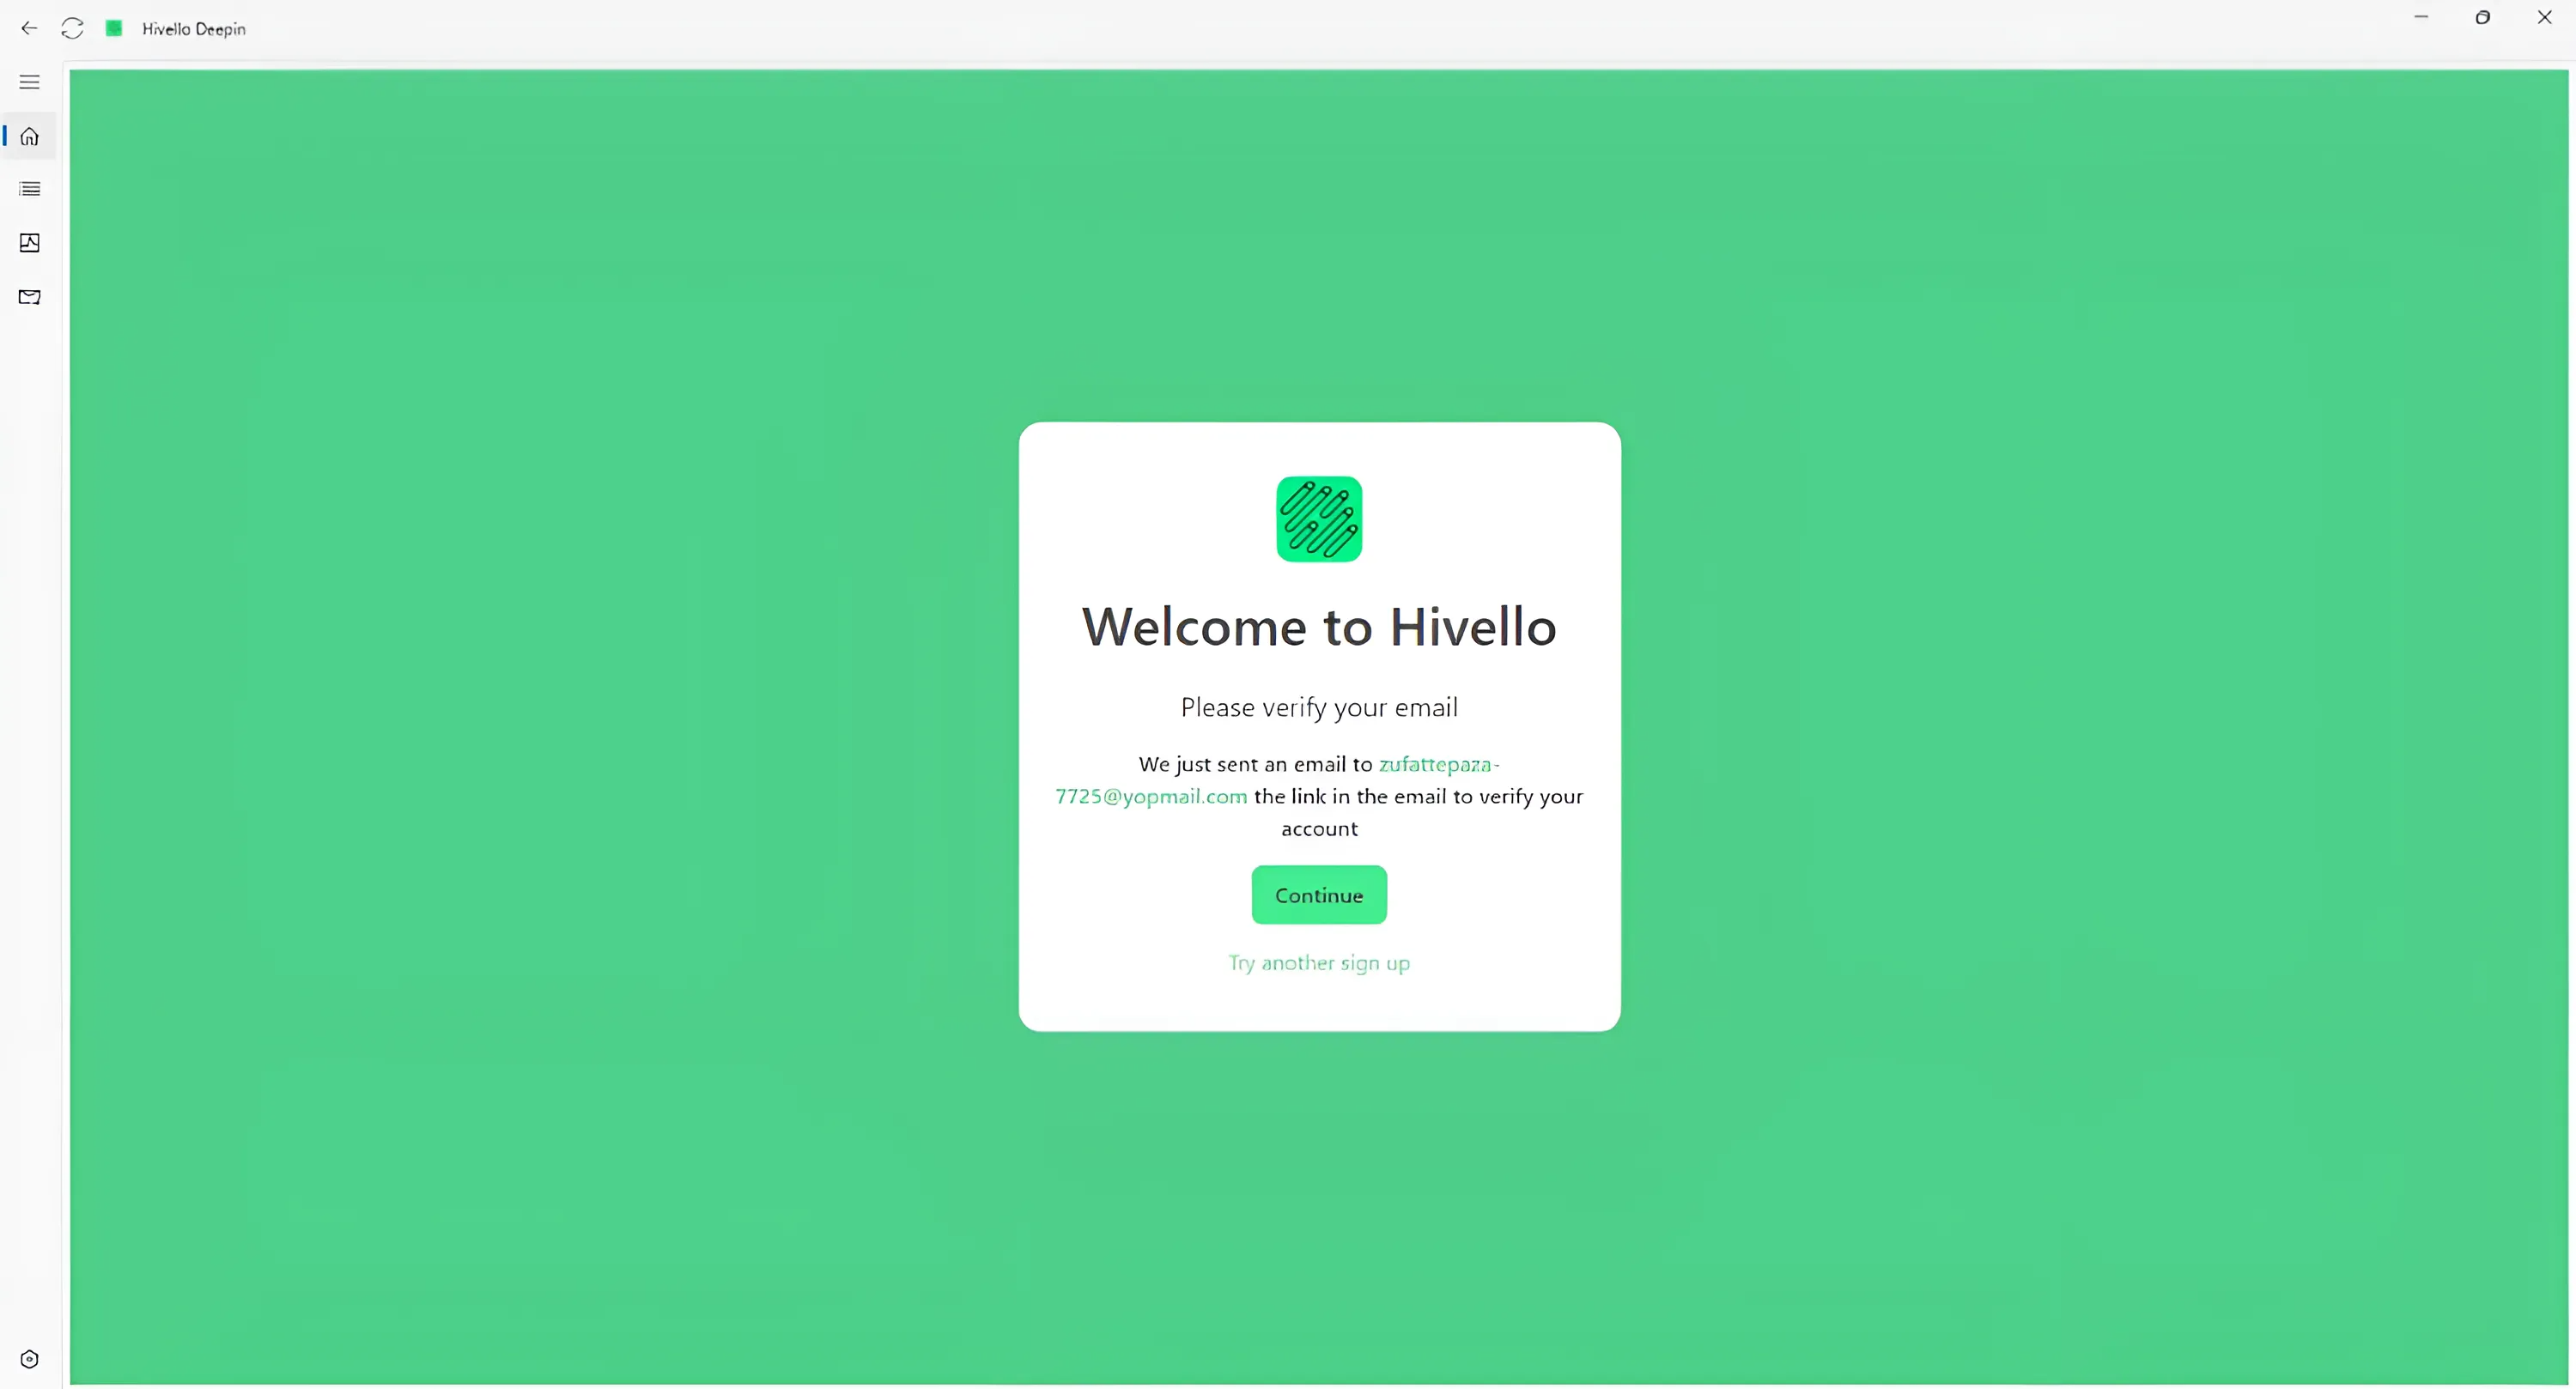 Hivello Deepin
Welcome to Hivello
Please verify your email
We just sent an email to zufattepaza-
7725@yopmail.com the link in the email to verify your
account
Continue
Try another sign up